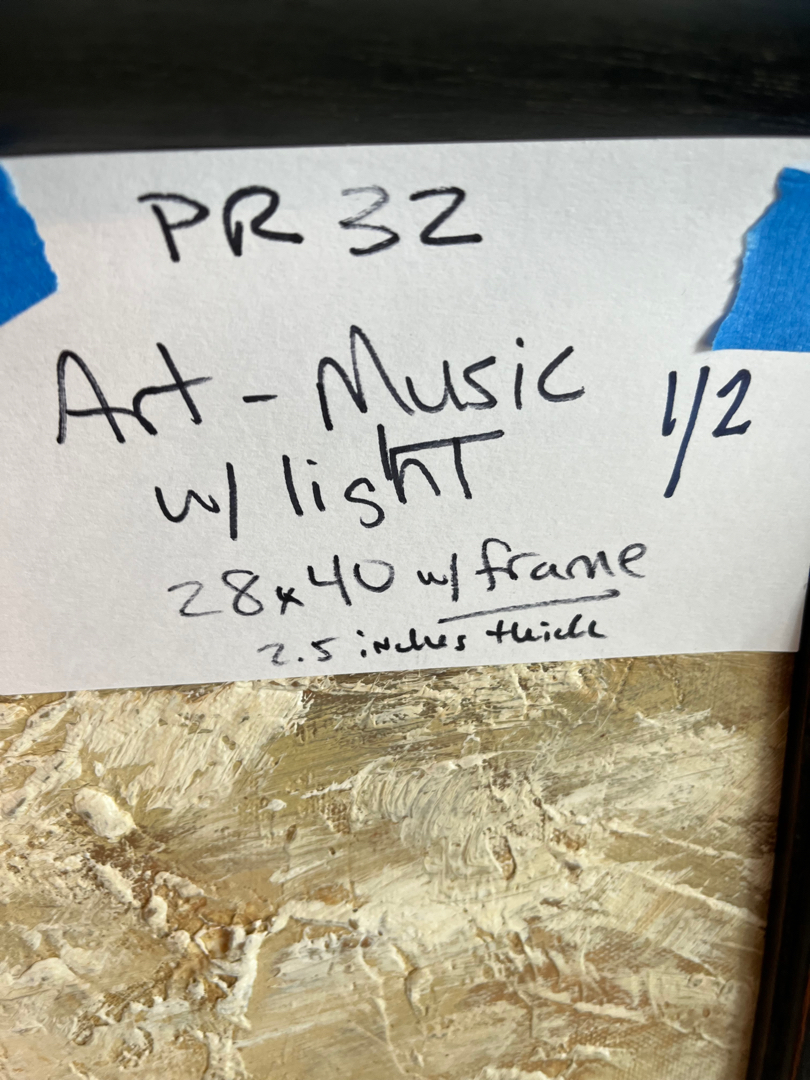 PR 32
Art - Music 1/2
w/ light
28x40 w/ frame
2.5 inches thick